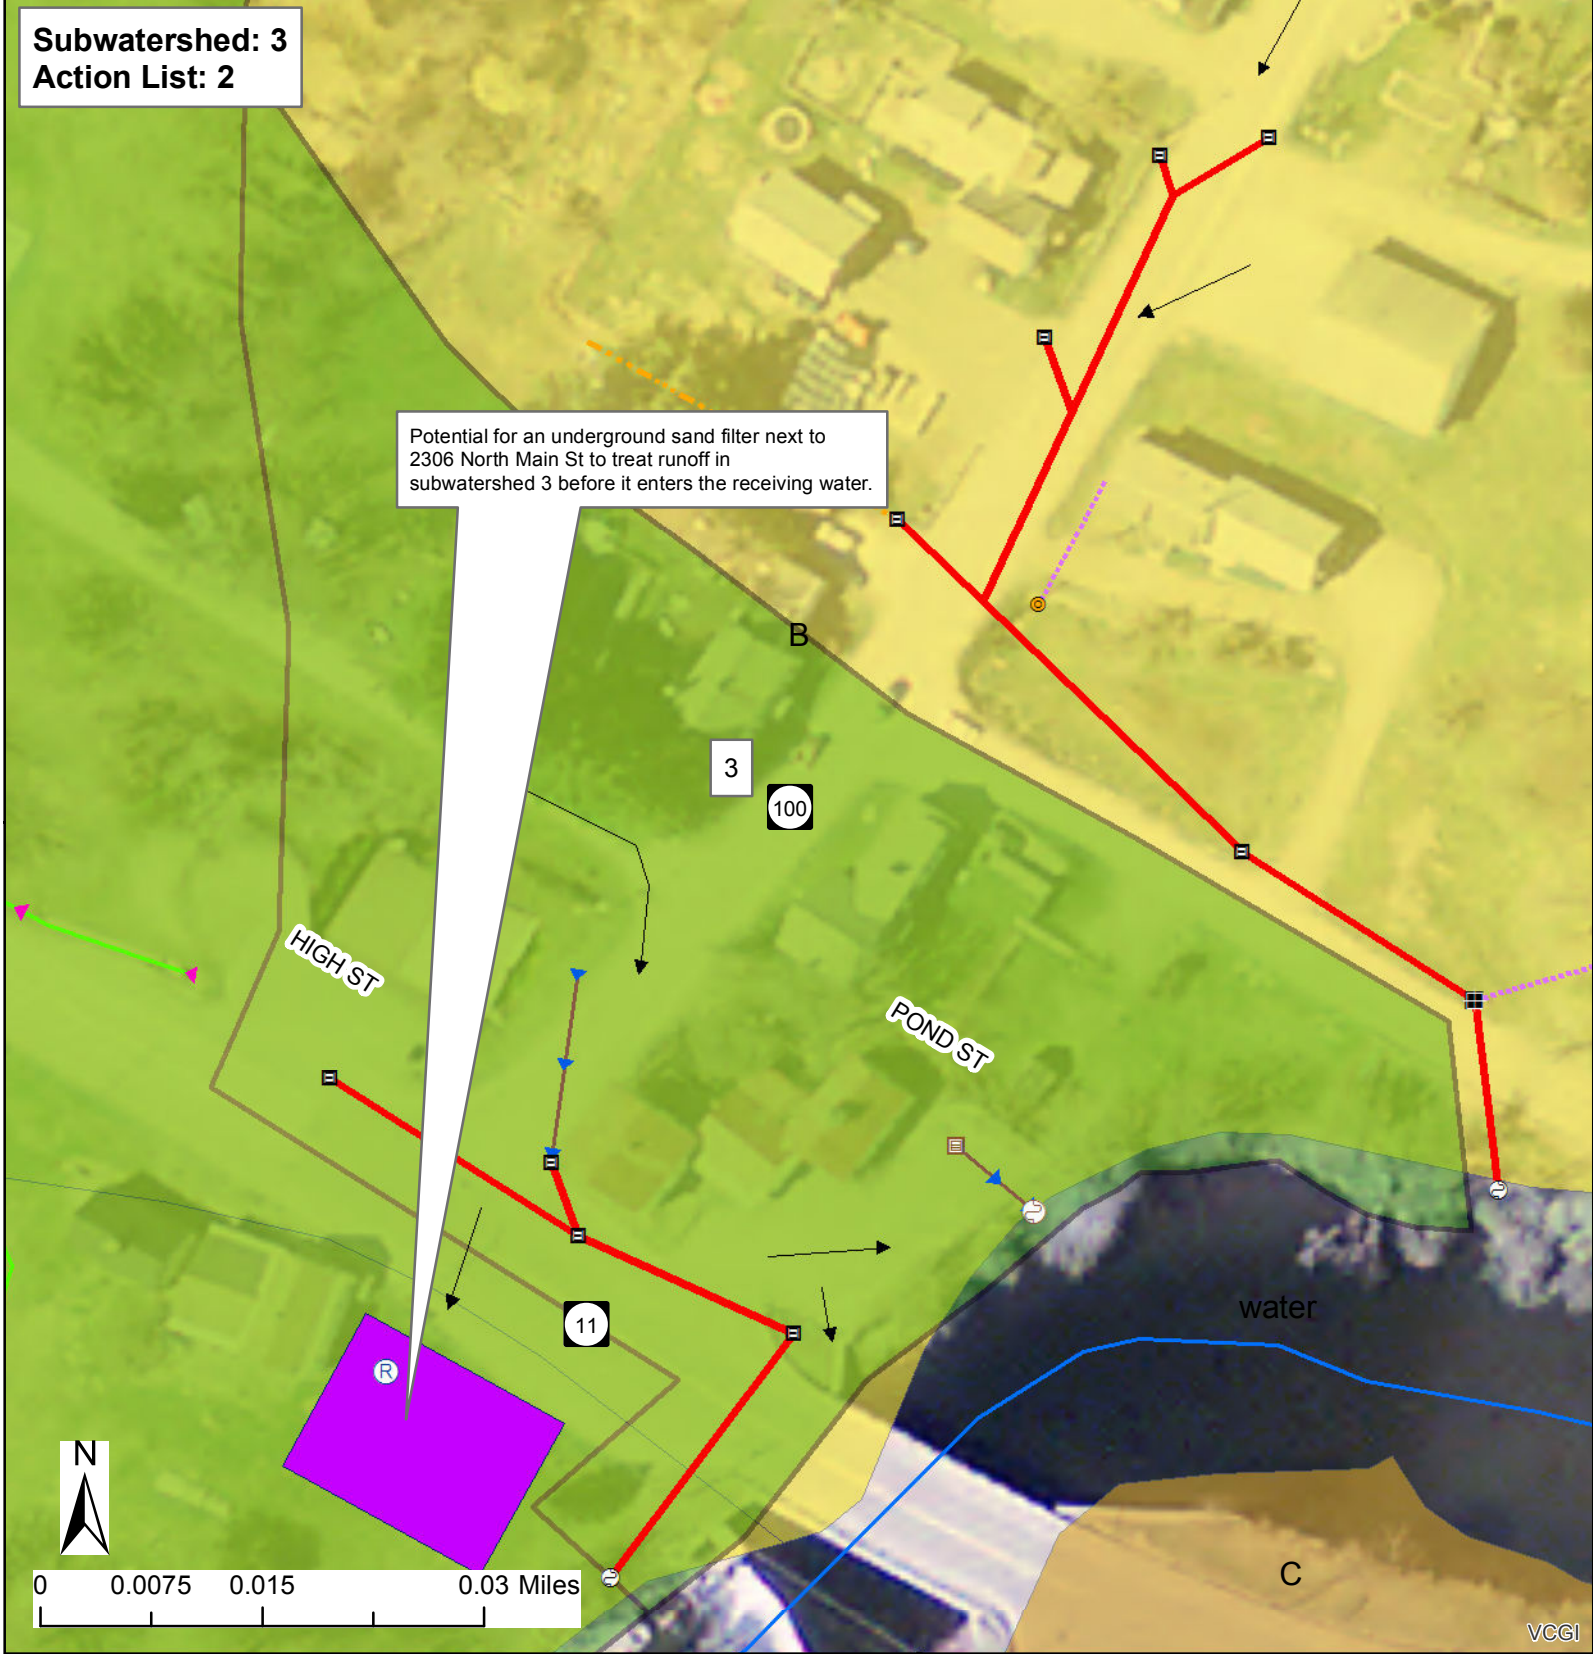 Subwatershed: 3
Action List: 2
Potential for an underground sand filter next to
2306 North Main St to treat runoff in
subwatershed 3 before it enters the receiving water.
B
3
100
HIGH ST
POND ST
water
11
R
N
0 0.0075 0.015 0.03 Miles
C
VCGI